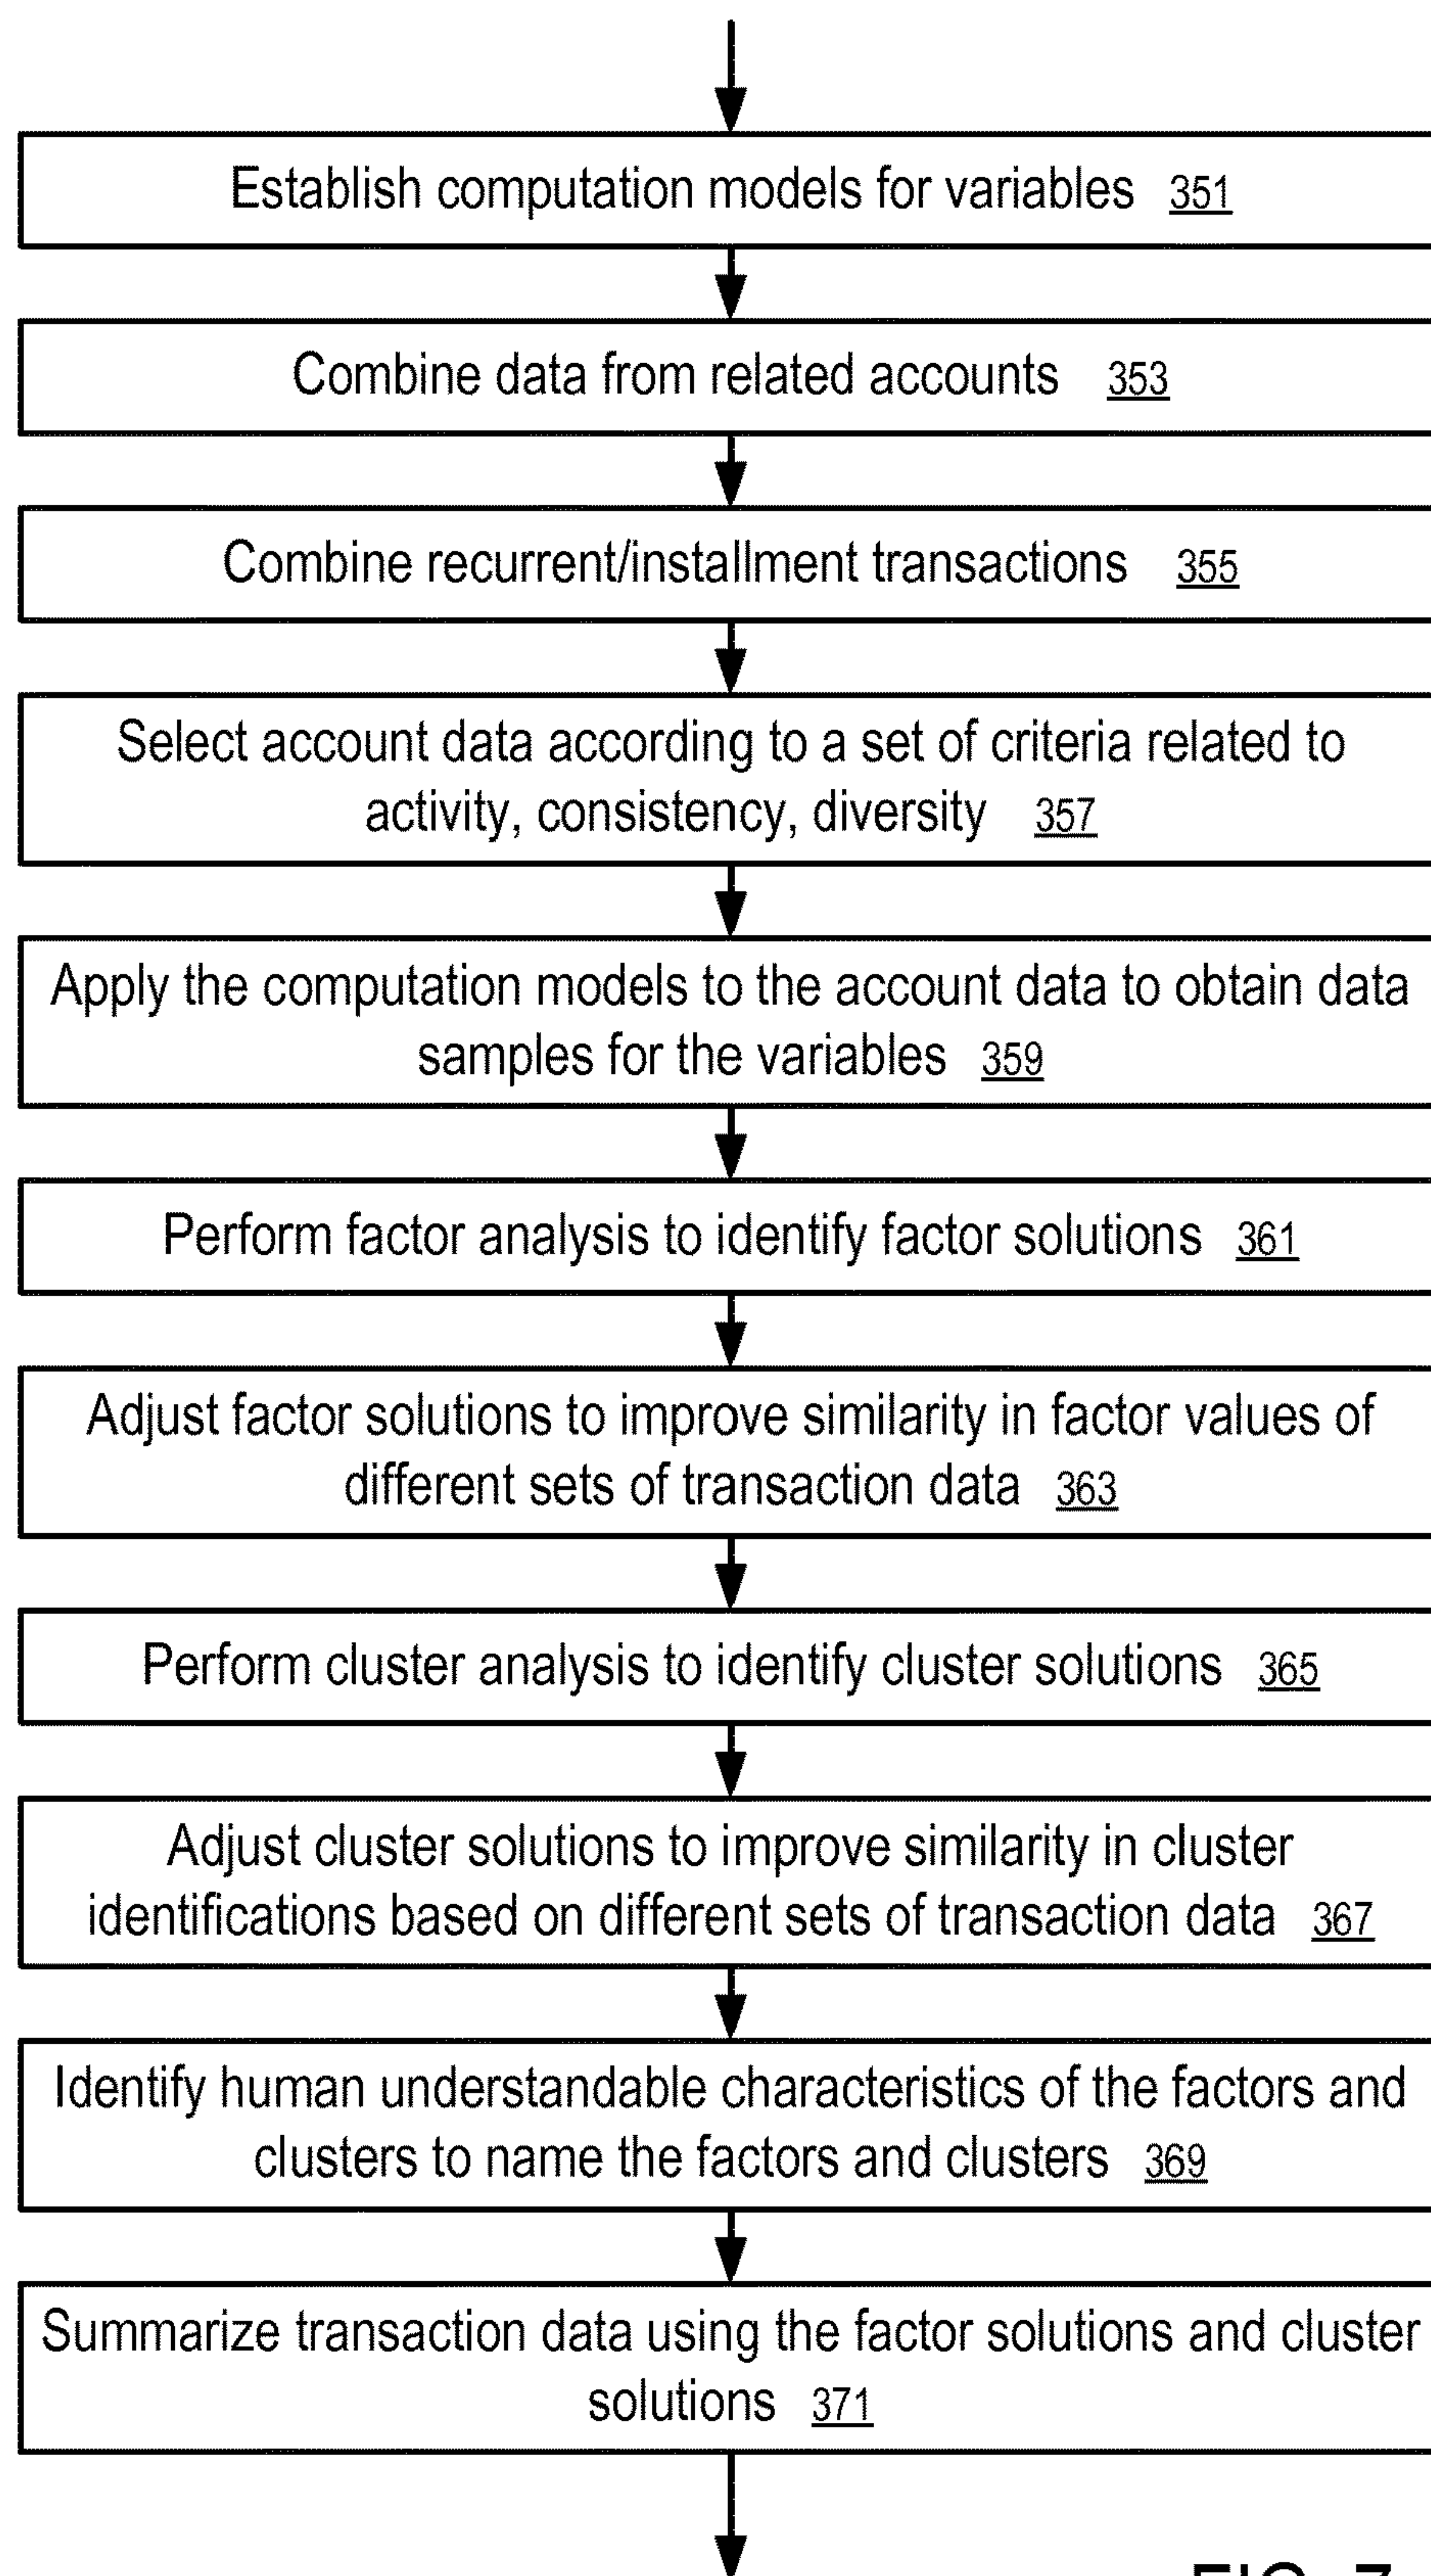 Establish computation models for variables 351
Combine data from related accounts 353
Combine recurrent/installment transactions 355
Select account data according to a set of criteria related to
activity, consistency, diversity 357
Apply the computation models to the account data to obtain data
samples for the variables 359
Perform factor analysis to identify factor solutions 361
Adjust factor solutions to improve similarity in factor values of
different sets of transaction data 363
Perform cluster analysis to identify cluster solutions 365
Adjust cluster solutions to improve similarity in cluster
identifications based on different sets of transaction data 367
Identify human understandable characteristics of the factors and
clusters to name the factors and clusters 369
Summarize transaction data using the factor solutions and cluster
solutions 371